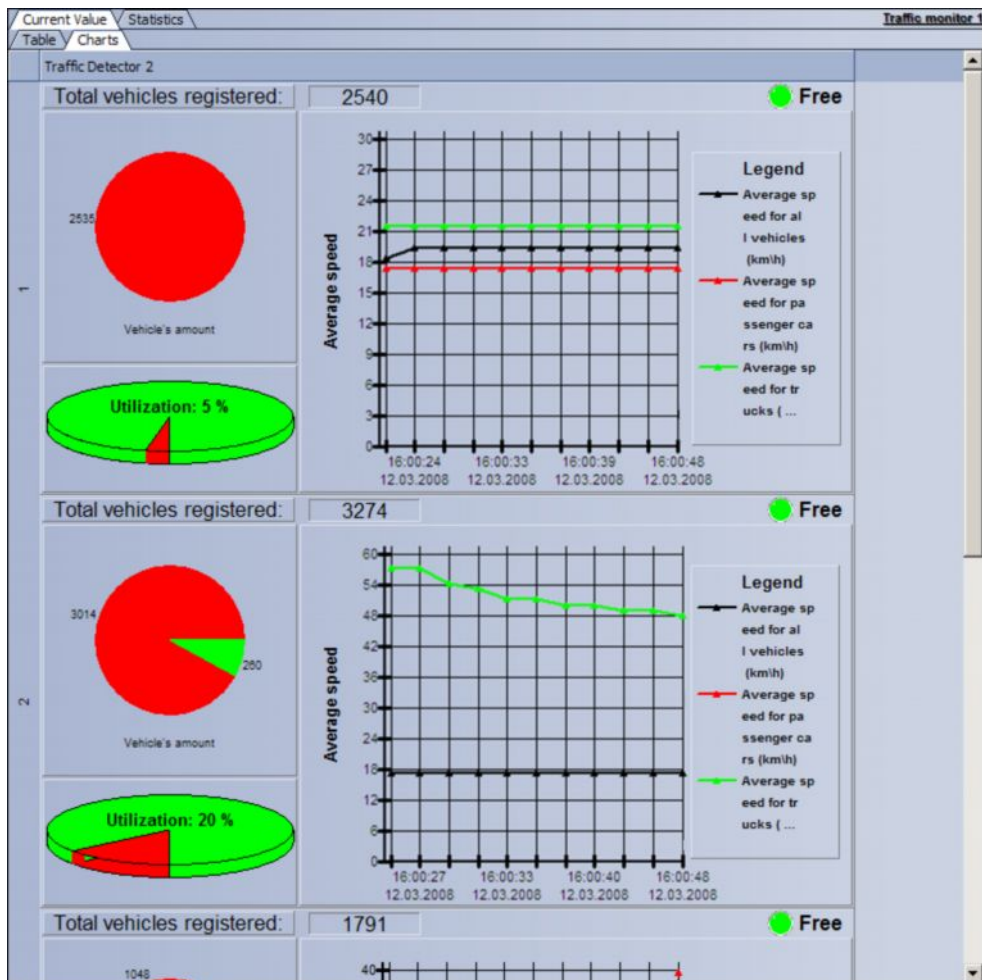 Current Value Statistics Traffic monitor 1
Table Charts
Traffic Detector 2
1
Total vehicles registered: 2540 Free
2535
Vehicle's amount
Utilization: 5 %
Average speed
30
27
24
21
18
15
12
9
6
3
0
16:00:24 16:00:33 16:00:39 16:00:48
12.03.2008 12.03.2008 12.03.2008 12.03.2008
Legend
Average sp
eed for al
l vehicles
(km\h)
Average sp
eed for pa
ssenger ca
rs (km\h)
Average sp
eed for tr
ucks ( ...
2
Total vehicles registered: 3274 Free
3014
260
Vehicle's amount
Utilization: 20 %
Average speed
60
54
48
42
36
30
24
18
12
6
0
16:00:27 16:00:33 16:00:40 16:00:48
12.03.2008 12.03.2008 12.03.2008 12.03.2008
Legend
Average sp
eed for al
l vehicles
(km\h)
Average sp
eed for pa
ssenger ca
rs (km\h)
Average sp
eed for tr
ucks ( ...
Total vehicles registered: 1791 Free
1048
40